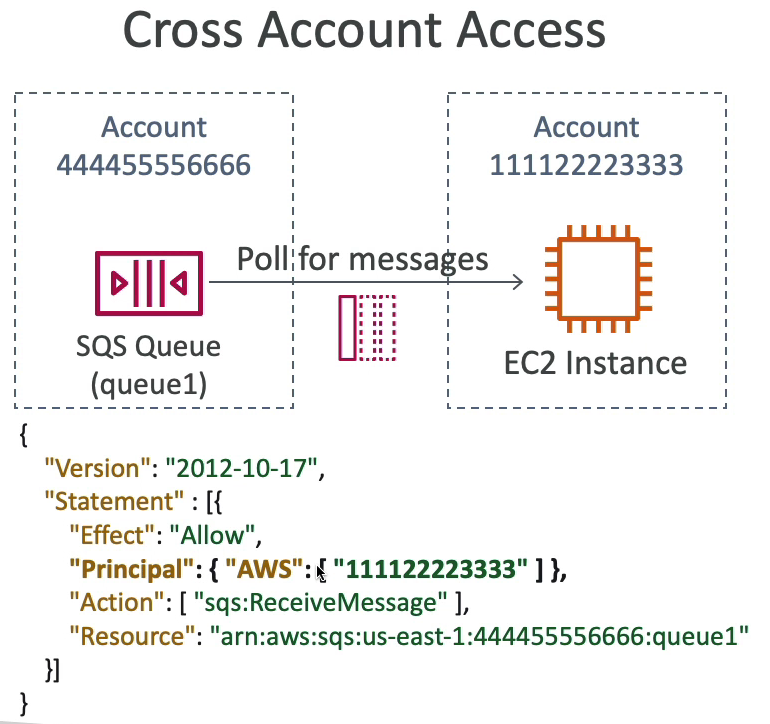 Cross Account Access
Account
444455556666
Account
111122223333
Poll for messages
SQS Queue
(queue1)
EC2 Instance
{
"Version": "2012-10-17",
"Statement" : [{
"Effect": "Allow",
"Principal": { "AWS": [ "111122223333" ] },
"Action": [ "sqs:ReceiveMessage" ],
"Resource": "arn:aws:sqs:us-east-1:444455556666:queue1"
}]
}